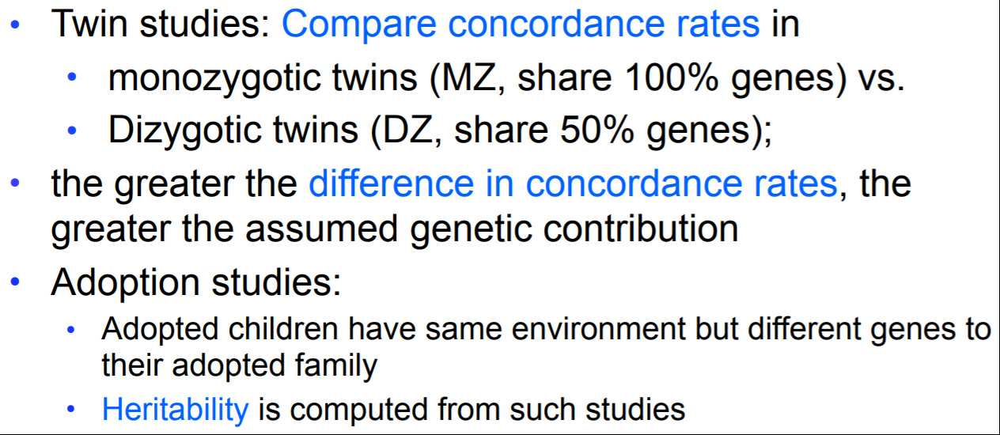 • Twin studies: Compare concordance rates in
• monozygotic twins (MZ, share 100% genes) vs.
• Dizygotic twins (DZ, share 50% genes);
• the greater the difference in concordance rates, the
greater the assumed genetic contribution
• Adoption studies:
• Adopted children have same environment but different genes to
their adopted family
• Heritability is computed from such studies